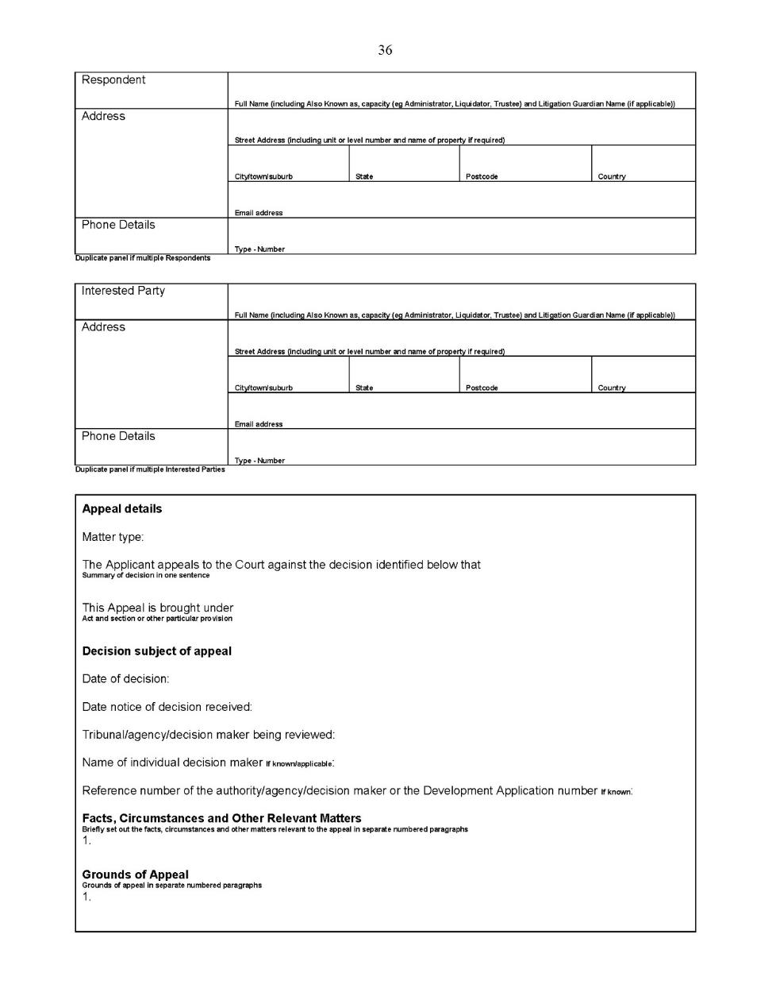 36
Respondent
Full Name (including Also Known as, capacity (eg Administrator, Liquidator, Trustee) and Litigation Guardian Name (if applicable))
Address
Street Address (including unit or level number and name of property if required)
City/town/suburb State Postcode Country
Email address
Phone Details
Type - Number
Duplicate panel if multiple Respondents
Interested Party
Full Name (including Also Known as, capacity (eg Administrator, Liquidator, Trustee) and Litigation Guardian Name (if applicable))
Address
Street Address (including unit or level number and name of property if required)
City/town/suburb State Postcode Country
Email address
Phone Details
Type - Number
Duplicate panel if multiple Interested Parties
Appeal details
Matter type:
The Applicant appeals to the Court against the decision identified below that
Summary of decision in one sentence
This Appeal is brought under
Act and section or other particular provision
Decision subject of appeal
Date of decision:
Date notice of decision received:
Tribunal/agency/decision maker being reviewed:
Name of individual decision maker If known/applicable:
Reference number of the authority/agency/decision maker or the Development Application number If known:
Facts, Circumstances and Other Relevant Matters
Briefly set out the facts, circumstances and other matters relevant to the appeal in separate numbered paragraphs
1.
Grounds of Appeal
Grounds of appeal in separate numbered paragraphs
1.